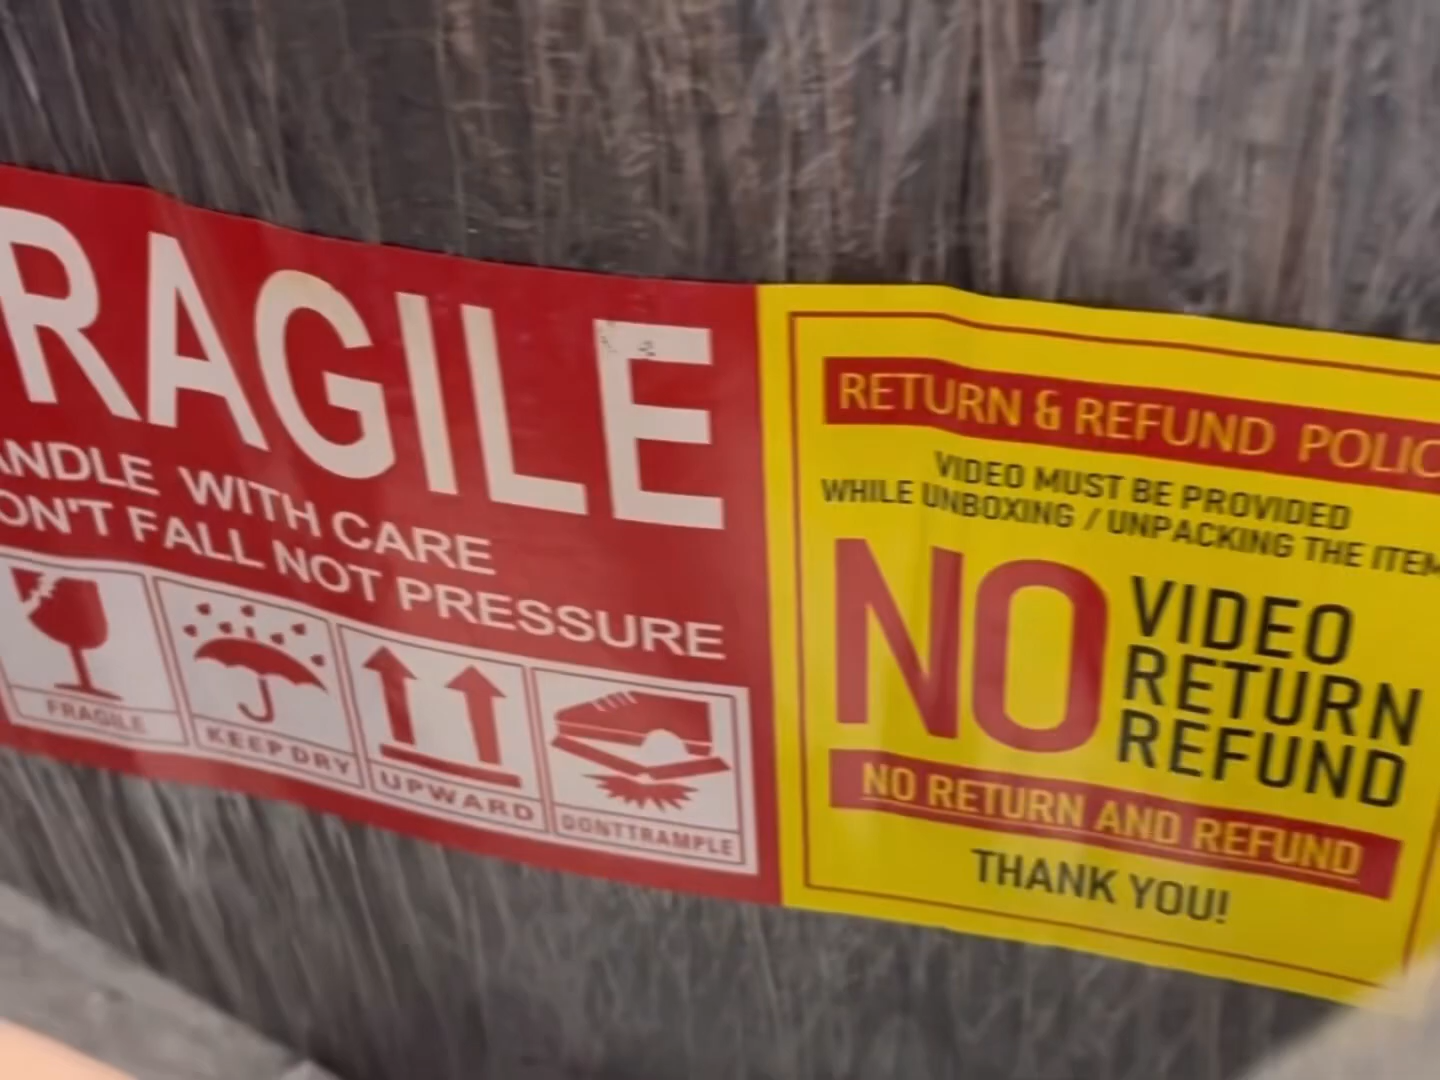 RAGILE
ANDLE WITH CARE
ON'T FALL NOT PRESSURE
FRAGILE
KEEP DRY
UPWARD
DONTTRAMPLE
RETURN & REFUND POLIC
VIDEO MUST BE PROVIDED
WHILE UNBOXING / UNPACKING THE ITEM
NO
VIDEO
RETURN
REFUND
NO RETURN AND REFUND
THANK YOU!